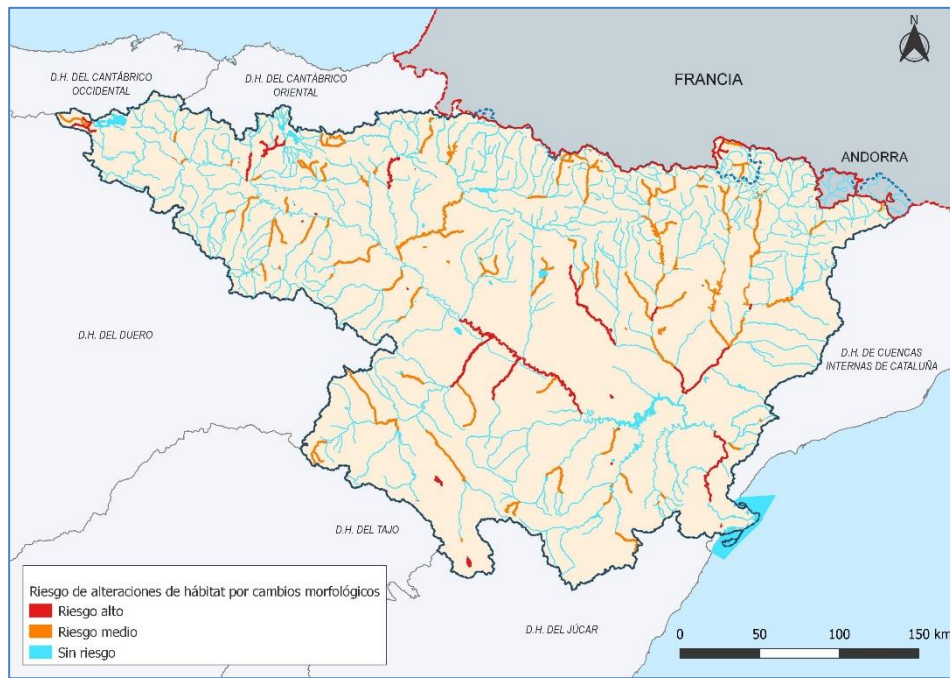 N
D.H. DEL CANTÁBRICO
OCCIDENTAL
D.H. DEL CANTÁBRICO
ORIENTAL
FRANCIA
ANDORRA
D.H. DEL DUERO
D.H. DE CUENCAS
INTERNAS DE CATALUÑA
D.H. DEL TAJO
D.H. DEL JÚCAR
Riesgo de alteraciones de hábitat por cambios morfológicos
Riesgo alto
Riesgo medio
Sin riesgo
0 50 100 150 km